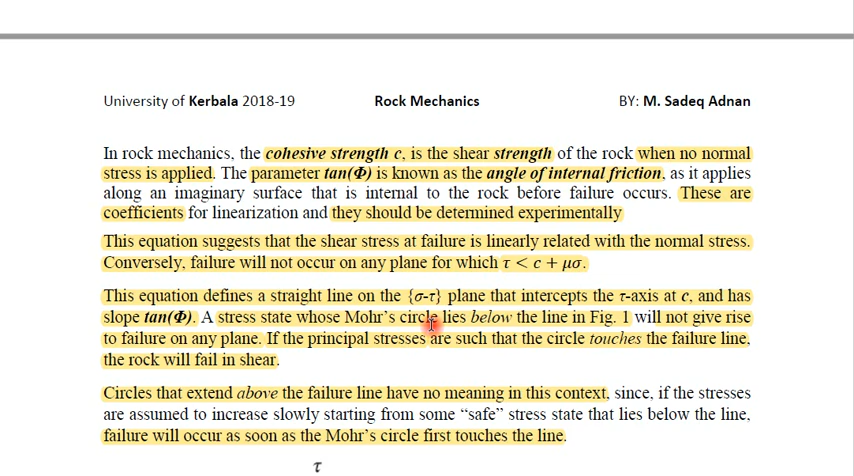 University of Kerbala 2018-19 Rock Mechanics BY: M. Sadeq Adnan
In rock mechanics, the cohesive strength c, is the shear strength of the rock when no normal
stress is applied. The parameter tan(Φ) is known as the angle of internal friction, as it applies
along an imaginary surface that is internal to the rock before failure occurs. These are
coefficients for linearization and they should be determined experimentally
This equation suggests that the shear stress at failure is linearly related with the normal stress.
Conversely, failure will not occur on any plane for which τ < c + μσ.
This equation defines a straight line on the {σ-τ} plane that intercepts the τ-axis at c, and has
slope tan(Φ). A stress state whose Mohr’s circle lies below the line in Fig. 1 will not give rise
to failure on any plane. If the principal stresses are such that the circle touches the failure line,
the rock will fail in shear.
Circles that extend above the failure line have no meaning in this context, since, if the stresses
are assumed to increase slowly starting from some “safe” stress state that lies below the line,
failure will occur as soon as the Mohr’s circle first touches the line.
τ